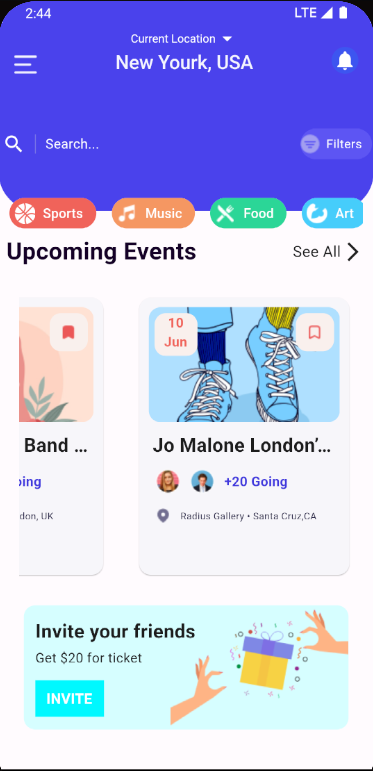 2:44 LTE
Current Location
New Yourk, USA
Search... Filters
Sports Music Food Art
Upcoming Events See All
10
Jun
Band ... Jo Malone London'...
oing +20 Going
don, UK Radius Gallery • Santa Cruz,CA
Invite your friends
Get $20 for ticket
INVITE